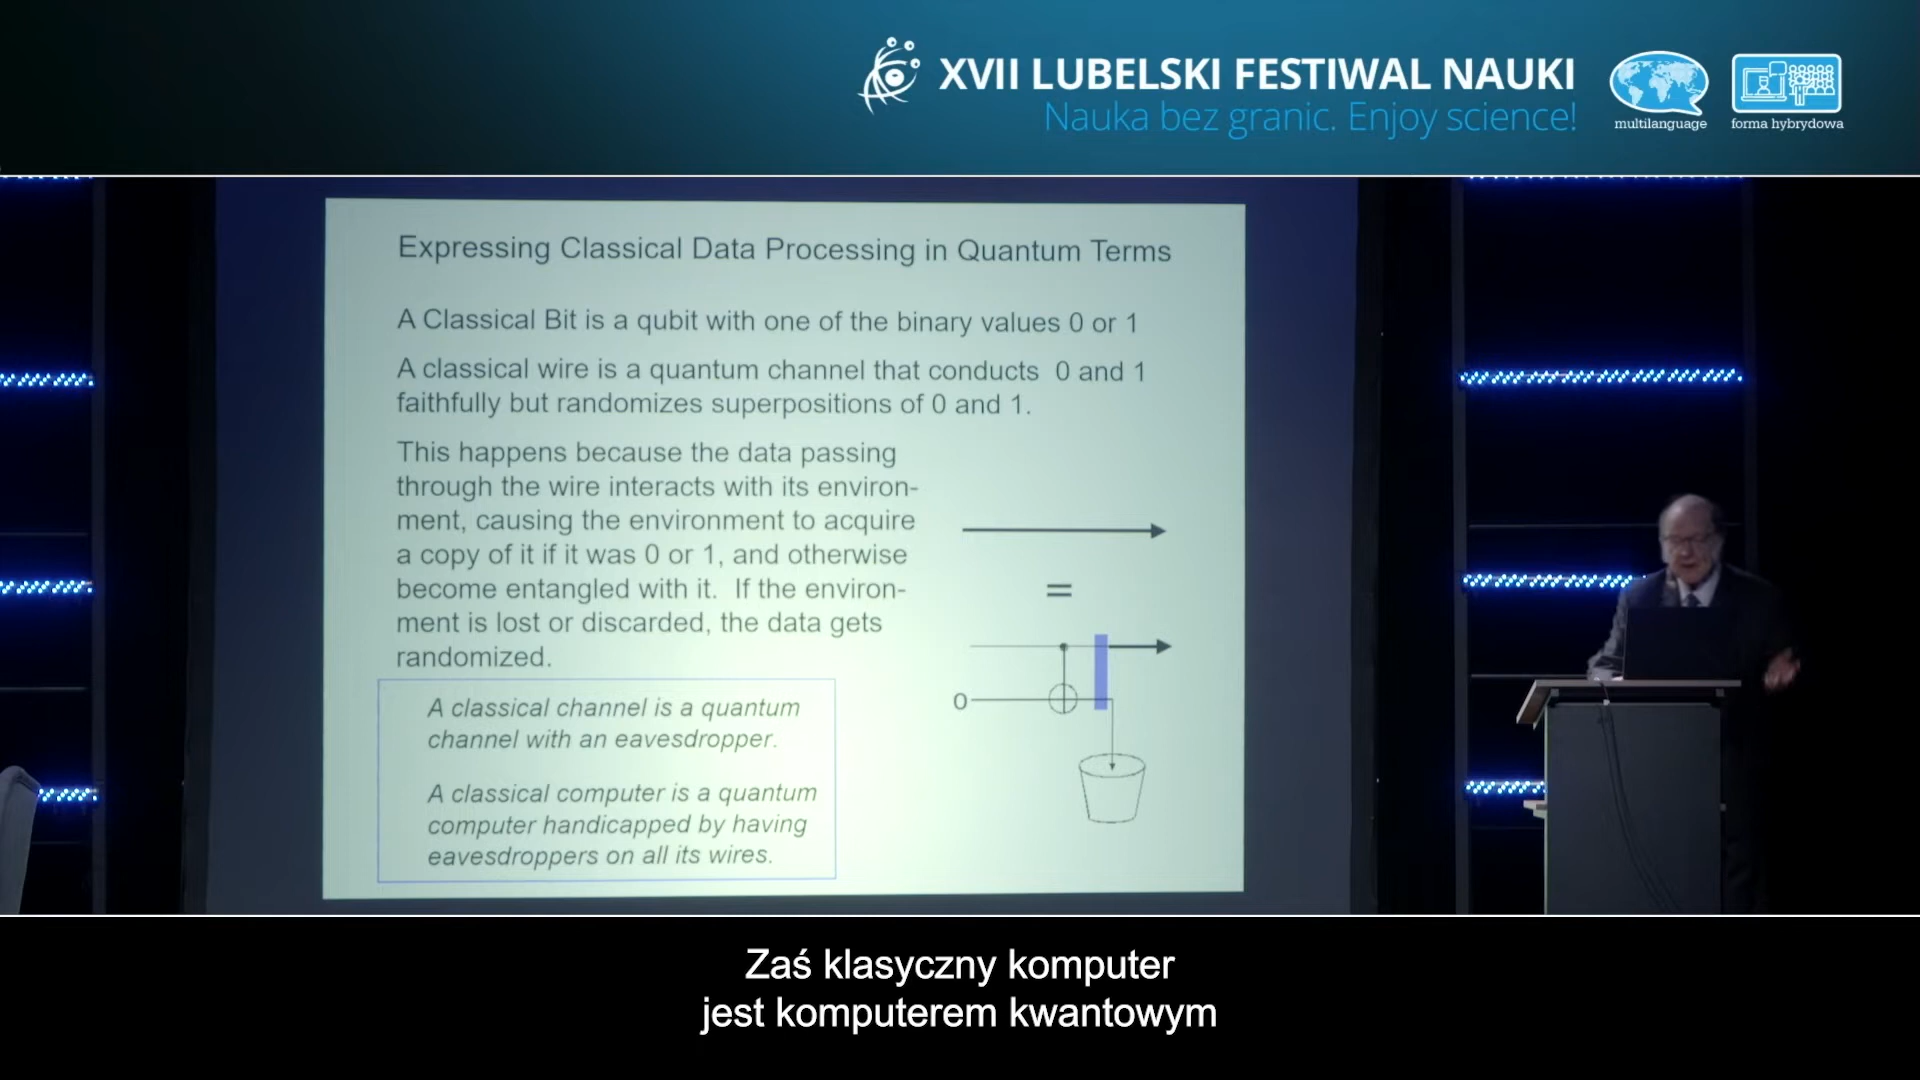 XVII LUBELSKI FESTIWAL NAUKI
Nauka bez granic. Enjoy science!
multilanguage
forma hybrydowa
Expressing Classical Data Processing in Quantum Terms
A Classical Bit is a qubit with one of the binary values 0 or 1
A classical wire is a quantum channel that conducts 0 and 1
faithfully but randomizes superpositions of 0 and 1.
This happens because the data passing
through the wire interacts with its environ-
ment, causing the environment to acquire
a copy of it if it was 0 or 1, and otherwise
become entangled with it. If the environ-
ment is lost or discarded, the data gets
randomized.
=
0
A classical channel is a quantum
channel with an eavesdropper.
A classical computer is a quantum
computer handicapped by having
eavesdroppers on all its wires.
Zaś klasyczny komputer
jest komputerem kwantowym